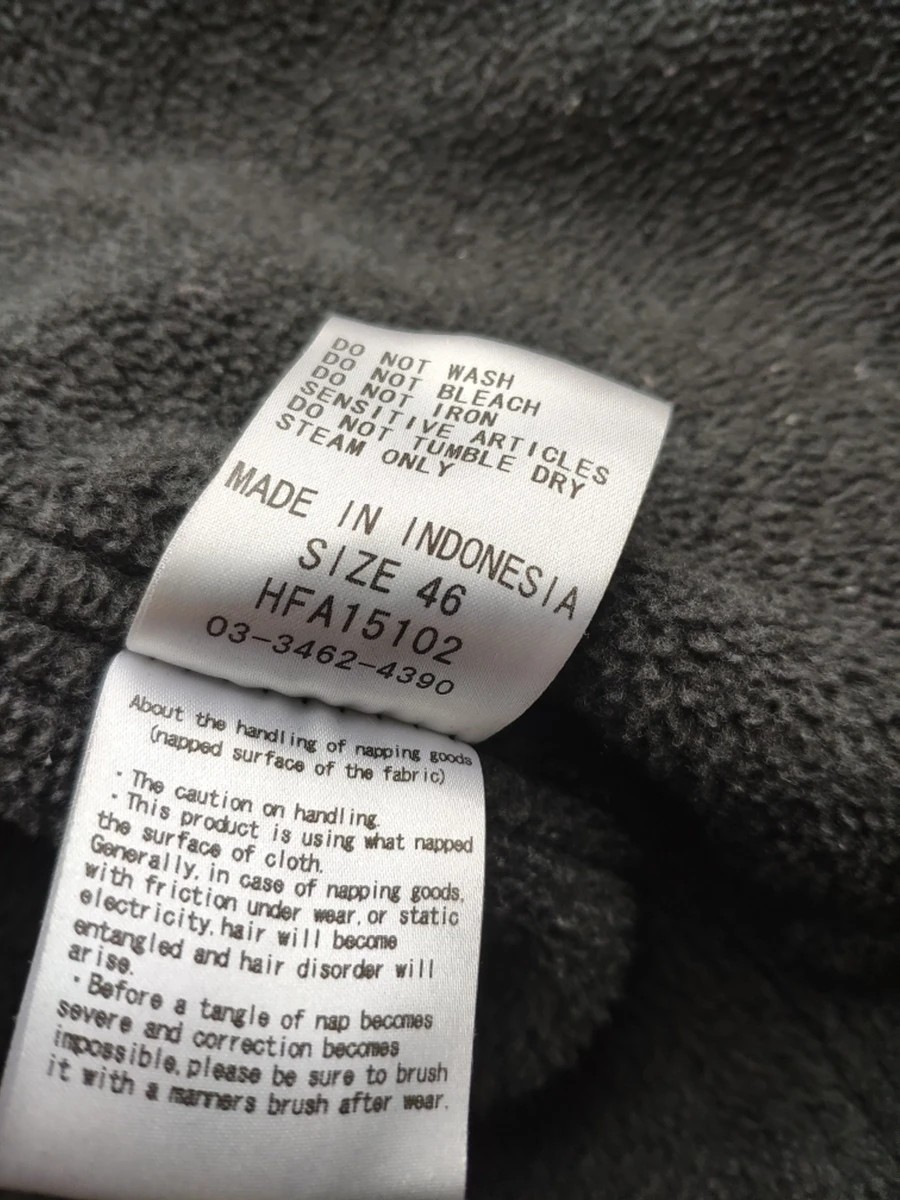 DO NOT WASH
DO NOT BLEACH
DO NOT IRON
SENSITIVE ARTICLES
DO NOT TUMBLE DRY
STEAM ONLY
MADE IN INDONESIA
SIZE 46
HFA15102
03-3462-4390
About the handling of napping goods
(napped surface of the fabric)
・The caution on handling.
・This product is using what napped
the surface of cloth.
Generally, in case of napping goods,
with friction under wear, or static
electricity, hair will become
entangled and hair disorder will
arise.
・Before a tangle of nap becomes
severe and correction becomes
impossible, please be sure to brush
it with a manners brush after wear.